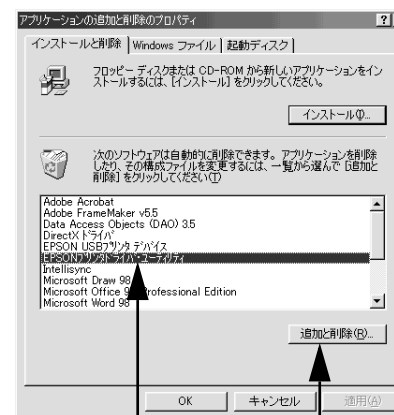 アプリケーションの追加と削除のプロパティ
?
インストールと削除
Windows ファイル
起動ディスク
フロッピー ディスクまたは CD-ROM から新しいアプリケーションをイン
ストールするには、[インストール] をクリックしてください。
インストール(I)...
次のソフトウェアは自動的に削除できます。アプリケーションを削除
したり、その構成ファイルを変更するには、一覧から選んで [追加と
削除] をクリックしてください(T)
Adobe Acrobat
Adobe FrameMaker v5.5
Data Access Objects (DAO) 3.5
DirectX ドライバ
EPSON USBプリンタ デバイス
EPSONプリンタドライバ・ユーティリティ
Intellisync
Microsoft Draw 98
Microsoft Office 9 Professional Edition
Microsoft Word 98
追加と削除(R)...
OK
キャンセル
適用(A)